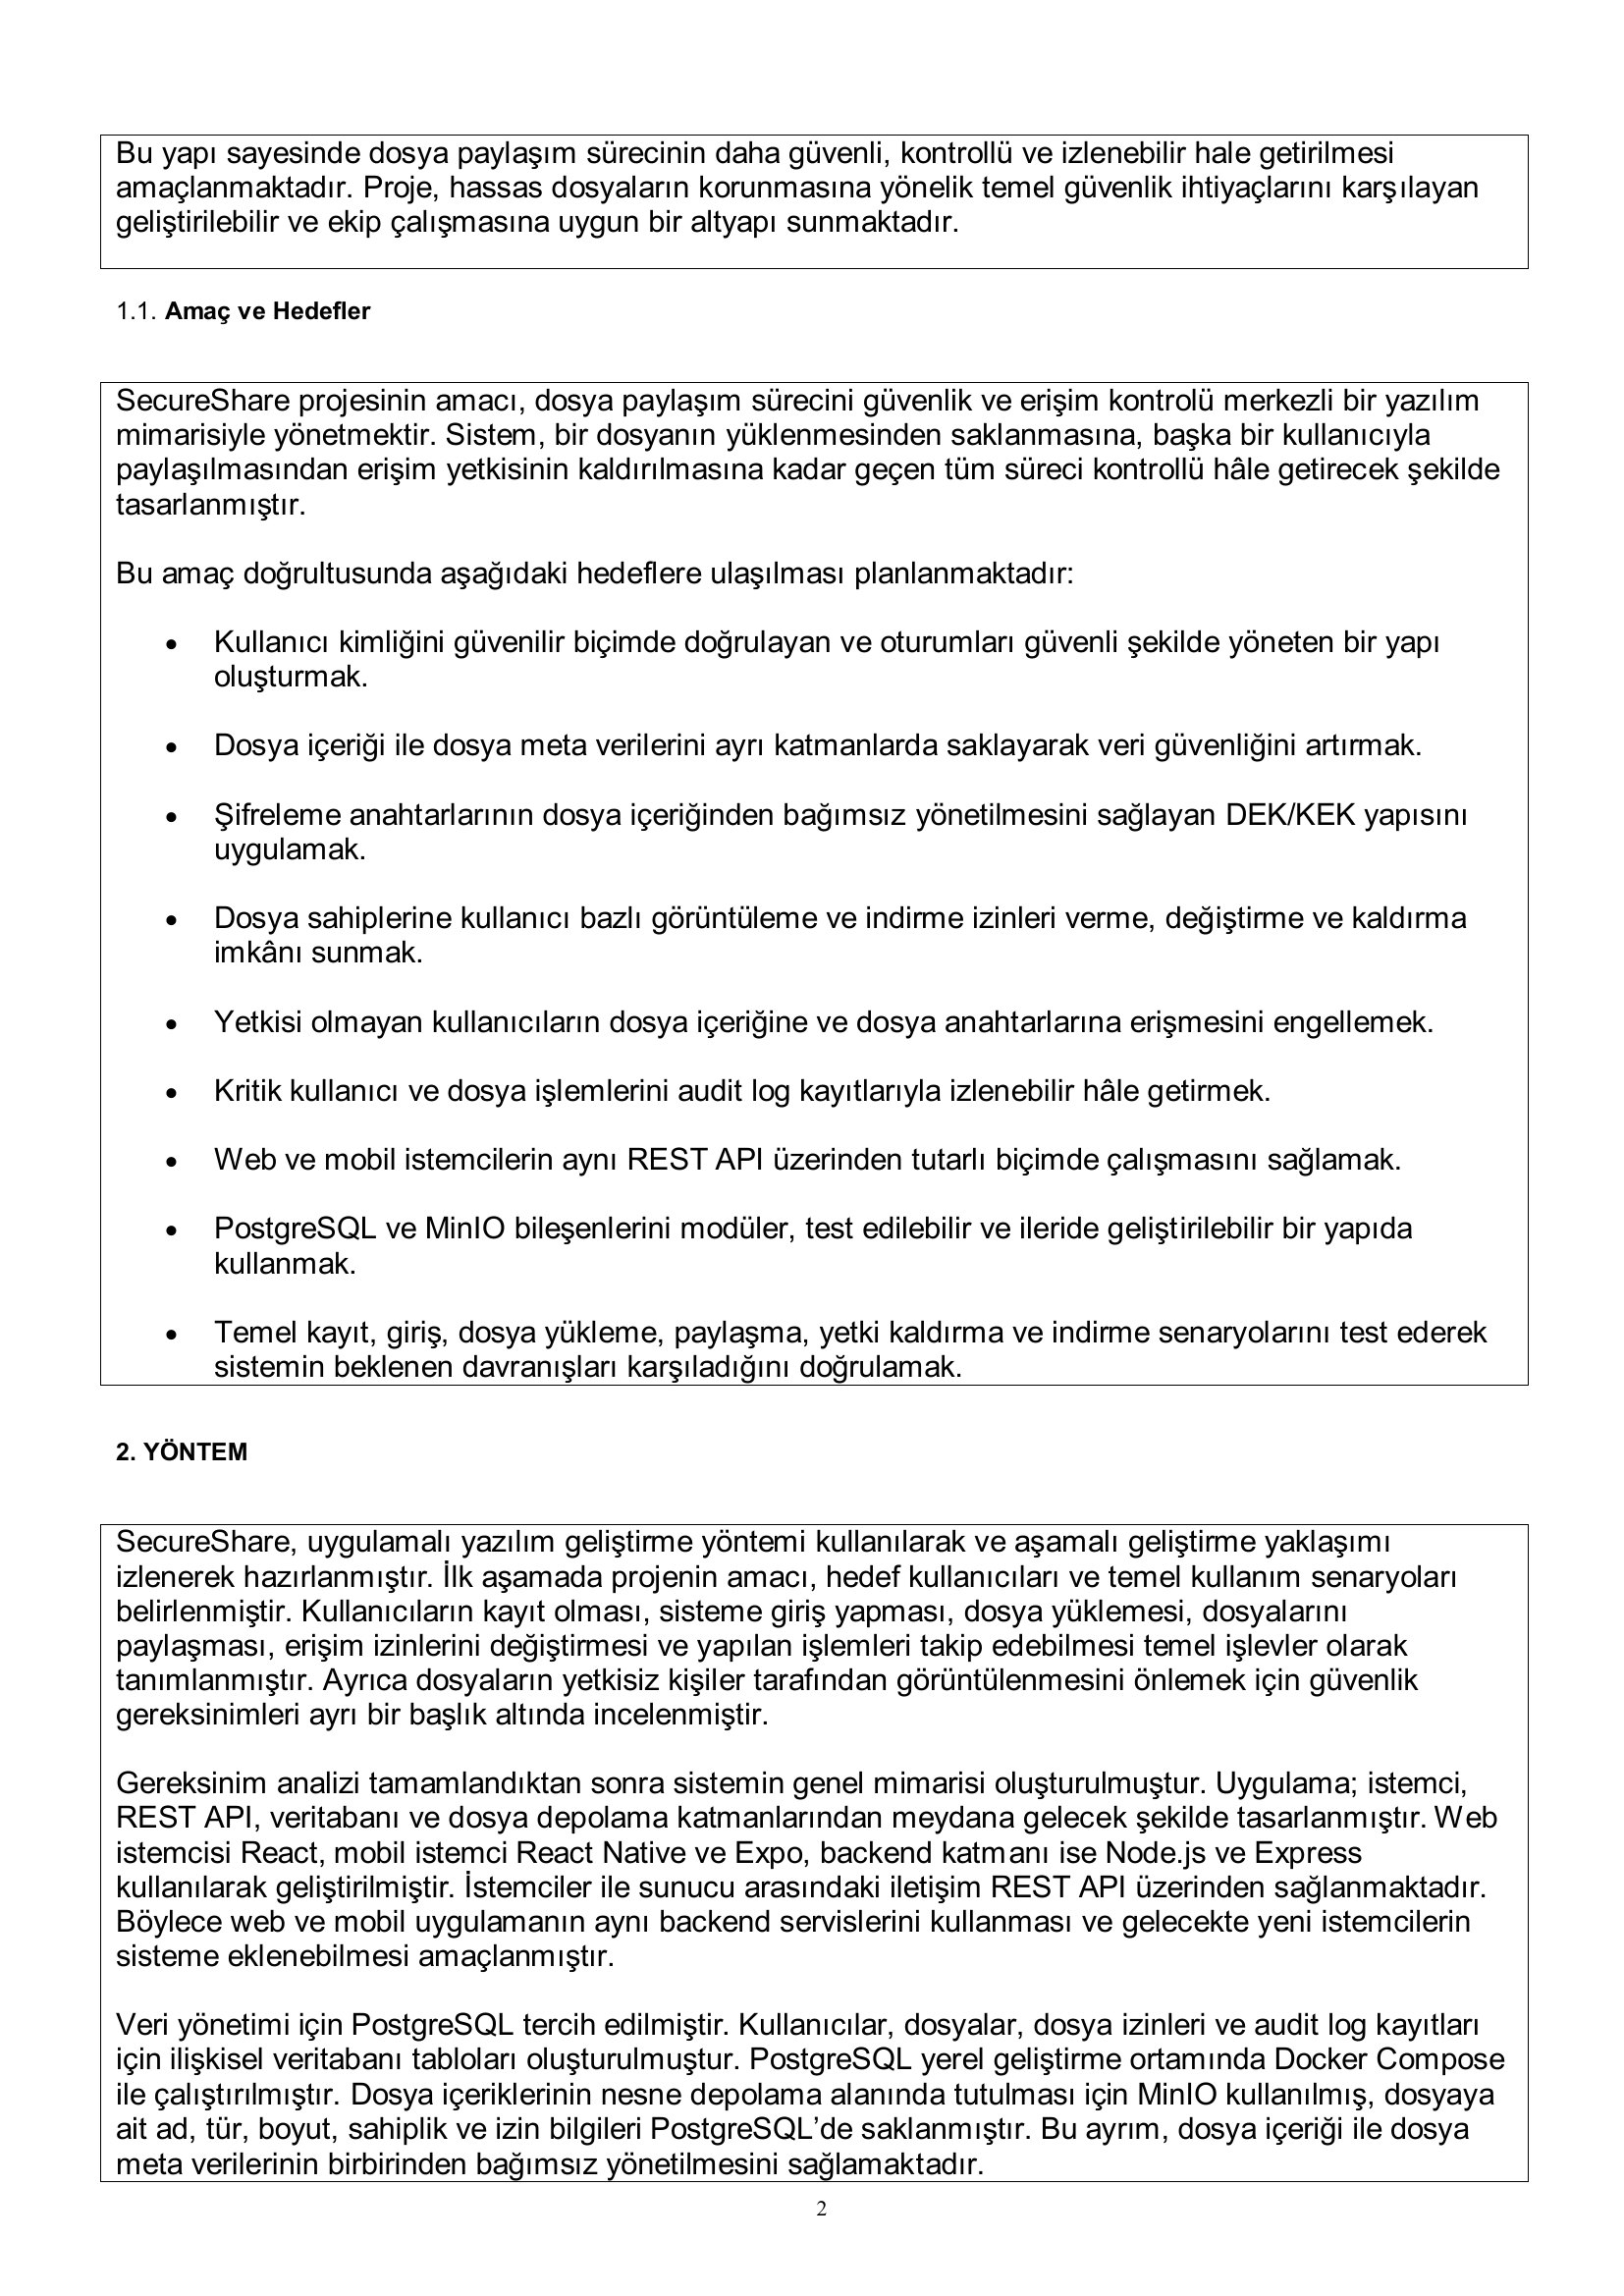 Bu yapı sayesinde dosya paylaşım sürecinin daha güvenli, kontrollü ve izlenebilir hale getirilmesi
amaçlanmaktadır. Proje, hassas dosyaların korunmasına yönelik temel güvenlik ihtiyaçlarını karşılayan
geliştirilebilir ve ekip çalışmasına uygun bir altyapı sunmaktadır.
1.1. Amaç ve Hedefler
SecureShare projesinin amacı, dosya paylaşım sürecini güvenlik ve erişim kontrolü merkezli bir yazılım
mimarisiyle yönetmektir. Sistem, bir dosyanın yüklenmesinden saklanmasına, başka bir kullanıcıyla
paylaşılmasından erişim yetkisinin kaldırılmasına kadar geçen tüm süreci kontrollü hâle getirecek şekilde
tasarlanmıştır.
Bu amaç doğrultusunda aşağıdaki hedeflere ulaşılması planlanmaktadır:
• Kullanıcı kimliğini güvenilir biçimde doğrulayan ve oturumları güvenli şekilde yöneten bir yapı
oluşturmak.
• Dosya içeriği ile dosya meta verilerini ayrı katmanlarda saklayarak veri güvenliğini artırmak.
• Şifreleme anahtarlarının dosya içeriğinden bağımsız yönetilmesini sağlayan DEK/KEK yapısını
uygulamak.
• Dosya sahiplerine kullanıcı bazlı görüntüleme ve indirme izinleri verme, değiştirme ve kaldırma
imkânı sunmak.
• Yetkisi olmayan kullanıcıların dosya içeriğine ve dosya anahtarlarına erişmesini engellemek.
• Kritik kullanıcı ve dosya işlemlerini audit log kayıtlarıyla izlenebilir hâle getirmek.
• Web ve mobil istemcilerin aynı REST API üzerinden tutarlı biçimde çalışmasını sağlamak.
• PostgreSQL ve MinIO bileşenlerini modüler, test edilebilir ve ileride geliştirilebilir bir yapıda
kullanmak.
• Temel kayıt, giriş, dosya yükleme, paylaşma, yetki kaldırma ve indirme senaryolarını test ederek
sistemin beklenen davranışları karşıladığını doğrulamak.
2. YÖNTEM
SecureShare, uygulamalı yazılım geliştirme yöntemi kullanılarak ve aşamalı geliştirme yaklaşımı
izlenerek hazırlanmıştır. İlk aşamada projenin amacı, hedef kullanıcıları ve temel kullanım senaryoları
belirlenmiştir. Kullanıcıların kayıt olması, sisteme giriş yapması, dosya yüklemesi, dosyalarını
paylaşması, erişim izinlerini değiştirmesi ve yapılan işlemleri takip edebilmesi temel işlevler olarak
tanımlanmıştır. Ayrıca dosyaların yetkisiz kişiler tarafından görüntülenmesini önlemek için güvenlik
gereksinimleri ayrı bir başlık altında incelenmiştir.
Gereksinim analizi tamamlandıktan sonra sistemin genel mimarisi oluşturulmuştur. Uygulama; istemci,
REST API, veritabanı ve dosya depolama katmanlarından meydana gelecek şekilde tasarlanmıştır. Web
istemcisi React, mobil istemci React Native ve Expo, backend katmanı ise Node.js ve Express
kullanılarak geliştirilmiştir. İstemciler ile sunucu arasındaki iletişim REST API üzerinden sağlanmaktadır.
Böylece web ve mobil uygulamanın aynı backend servislerini kullanması ve gelecekte yeni istemcilerin
sisteme eklenebilmesi amaçlanmıştır.
Veri yönetimi için PostgreSQL tercih edilmiştir. Kullanıcılar, dosyalar, dosya izinleri ve audit log kayıtları
için ilişkisel veritabanı tabloları oluşturulmuştur. PostgreSQL yerel geliştirme ortamında Docker Compose
ile çalıştırılmıştır. Dosya içeriklerinin nesne depolama alanında tutulması için MinIO kullanılmış, dosyaya
ait ad, tür, boyut, sahiplik ve izin bilgileri PostgreSQL’de saklanmıştır. Bu ayrım, dosya içeriği ile dosya
meta verilerinin birbirinden bağımsız yönetilmesini sağlamaktadır.
2